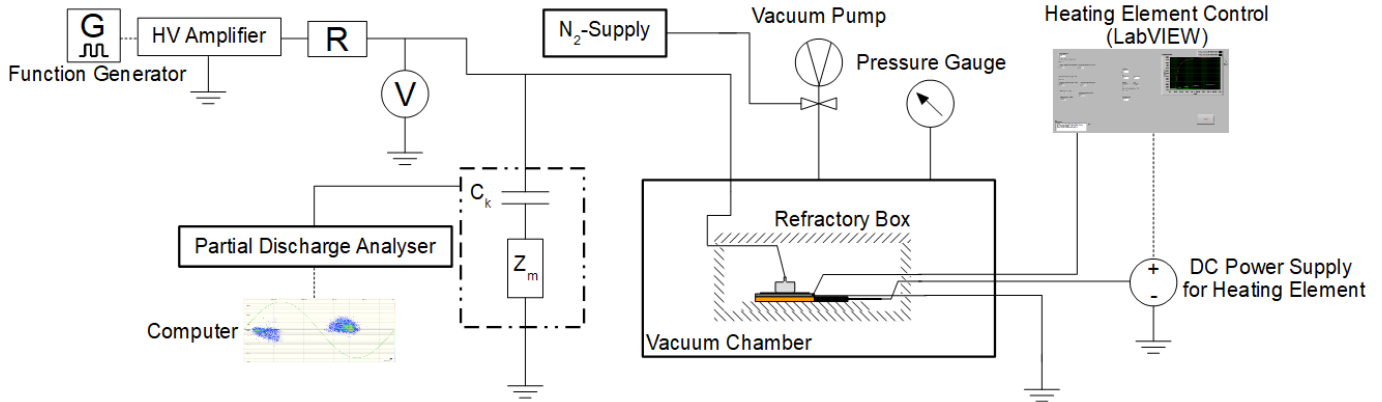 G
Function Generator
HV Amplifier
R
V
N2-Supply
Vacuum Pump
Pressure Gauge
Heating Element Control
(LabVIEW)
Ck
Zm
Partial Discharge Analyser
Computer
Refractory Box
Vacuum Chamber
+
-
DC Power Supply
for Heating Element